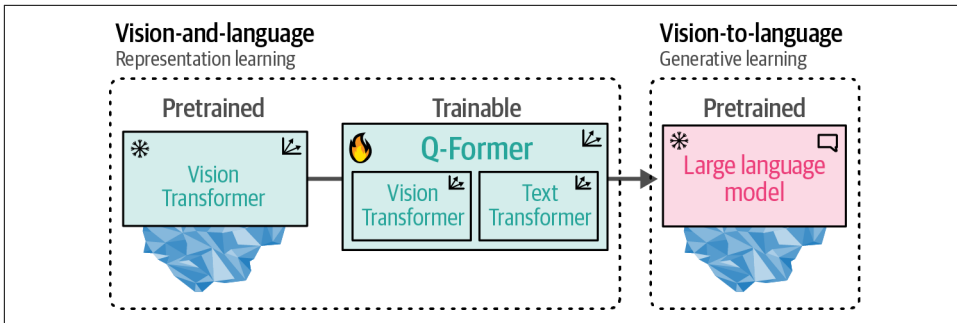 Vision-and-language
Representation learning
Vision-to-language
Generative learning
Pretrained
Trainable
Pretrained
Vision
Transformer
Q-Former
Vision
Transformer
Text
Transformer
Large language
model